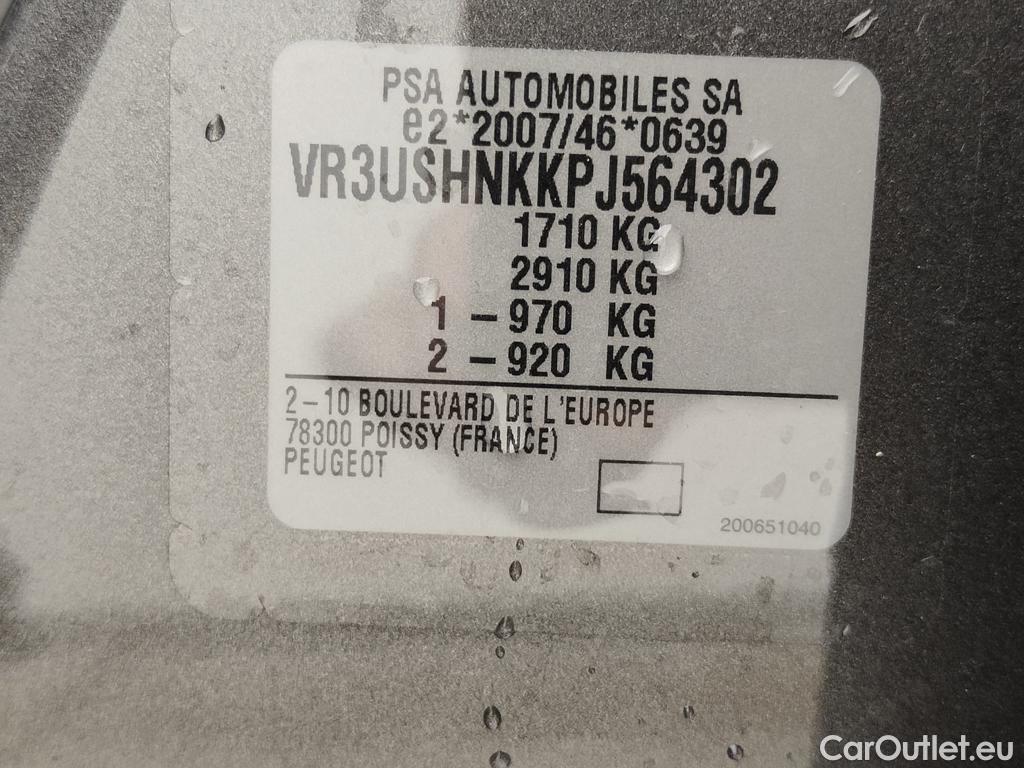 PSA AUTOMOBILES SA
e2*2007/46*0639
VR3USHNKKPJ564302
1710 KG
2910 KG
1 – 970 KG
2 – 920 KG
2–10 BOULEVARD DE L'EUROPE
78300 POISSY (FRANCE)
PEUGEOT
200651040
CarOutlet.eu